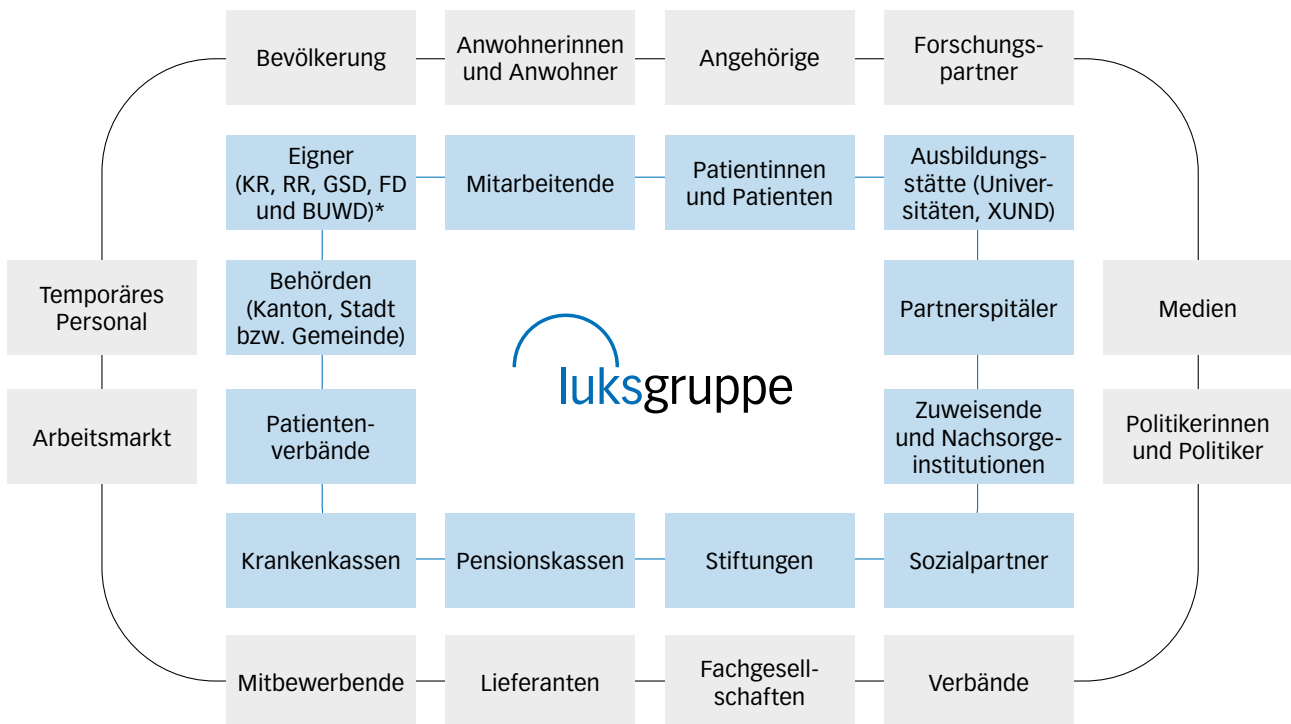 Bevölkerung
Anwohnerinnen
und Anwohner
Angehörige
Forschungs-
partner
Eigner
(KR, RR, GSD, FD
und BUWD)*
Mitarbeitende
Patientinnen
und Patienten
Ausbildungs-
stätte (Univer-
sitäten, XUND)
Temporäres
Personal
Behörden
(Kanton, Stadt
bzw. Gemeinde)
Partnerspitäler
Medien
luksgruppe
Arbeitsmarkt
Patienten-
verbände
Zuweisende
und Nachsorge-
institutionen
Politikerinnen
und Politiker
Krankenkassen
Pensionskassen
Stiftungen
Sozialpartner
Mitbewerbende
Lieferanten
Fachgesell-
schaften
Verbände